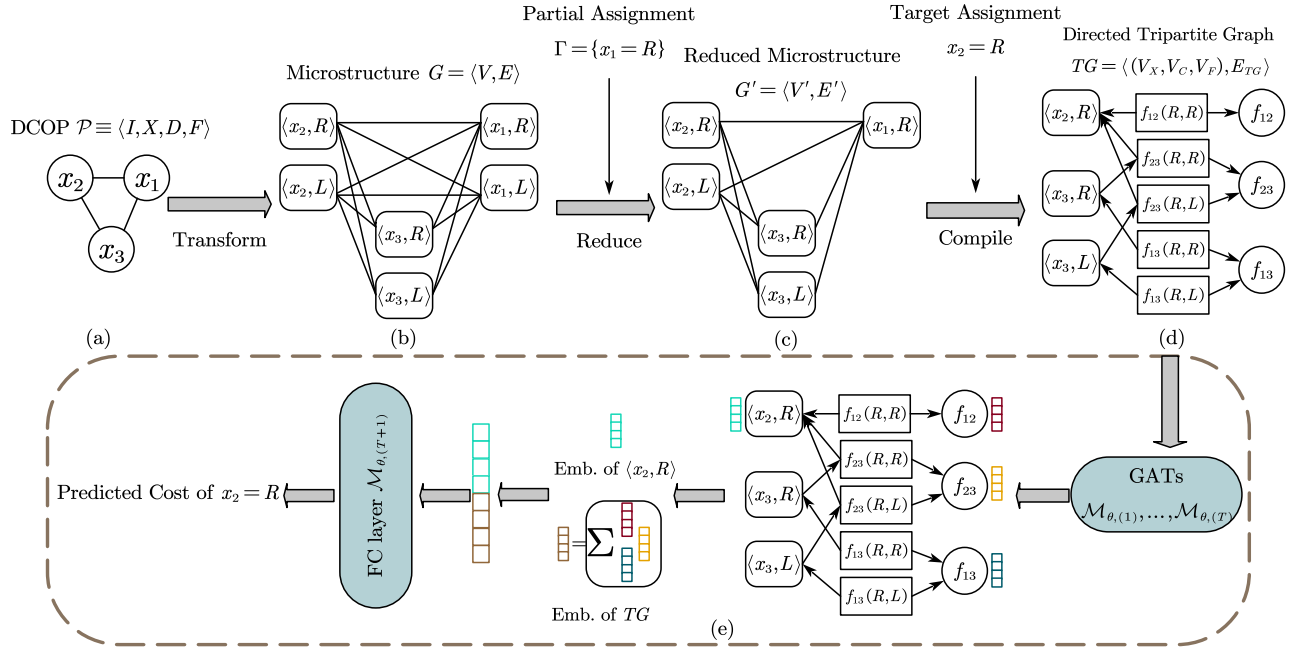 Partial Assignment
Γ = {x₁ = R}
Target Assignment
x₂ = R
Directed Tripartite Graph
TG = ⟨(V_X, V_C, V_F), E_TG⟩
Microstructure G = ⟨V, E⟩
Reduced Microstructure
G′ = ⟨V′, E′⟩
DCOP 𝒫 ≡ ⟨I, X, D, F⟩
x₂
x₁
x₃
Transform
⟨x₂, R⟩
⟨x₁, R⟩
⟨x₂, L⟩
⟨x₁, L⟩
⟨x₃, R⟩
⟨x₃, L⟩
Reduce
⟨x₂, R⟩
⟨x₁, R⟩
⟨x₂, L⟩
⟨x₃, R⟩
⟨x₃, L⟩
Compile
⟨x₂, R⟩
f₁₂(R, R)
f₁₂
f₂₃(R, R)
⟨x₃, R⟩
f₂₃(R, L)
f₂₃
f₁₃(R, R)
⟨x₃, L⟩
f₁₃(R, L)
f₁₃
(a)
(b)
(c)
(d)
Predicted Cost of x₂ = R
FC layer ℳ_θ,(T+1)
Emb. of ⟨x₂, R⟩
= Σ
Emb. of TG
⟨x₂, R⟩
f₁₂(R, R)
f₁₂
f₂₃(R, R)
⟨x₃, R⟩
f₂₃(R, L)
f₂₃
f₁₃(R, R)
⟨x₃, L⟩
f₁₃(R, L)
f₁₃
GATs
ℳ_θ,(1), ..., ℳ_θ,(T)
(e)